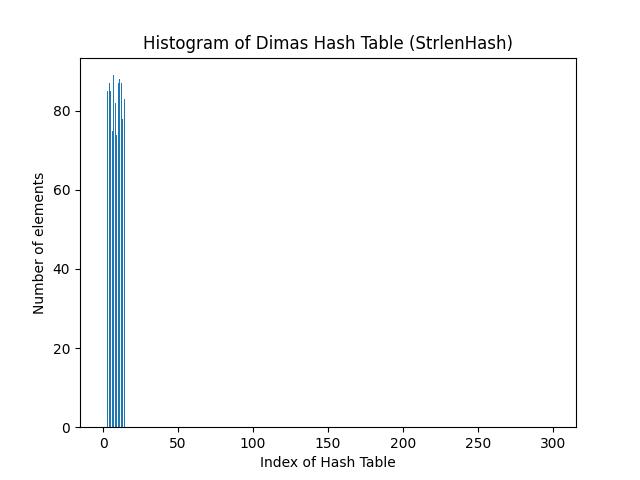 Histogram of Dimas Hash Table (StrlenHash)
Number of elements
80
60
40
20
0
0 50 100 150 200 250 300
Index of Hash Table